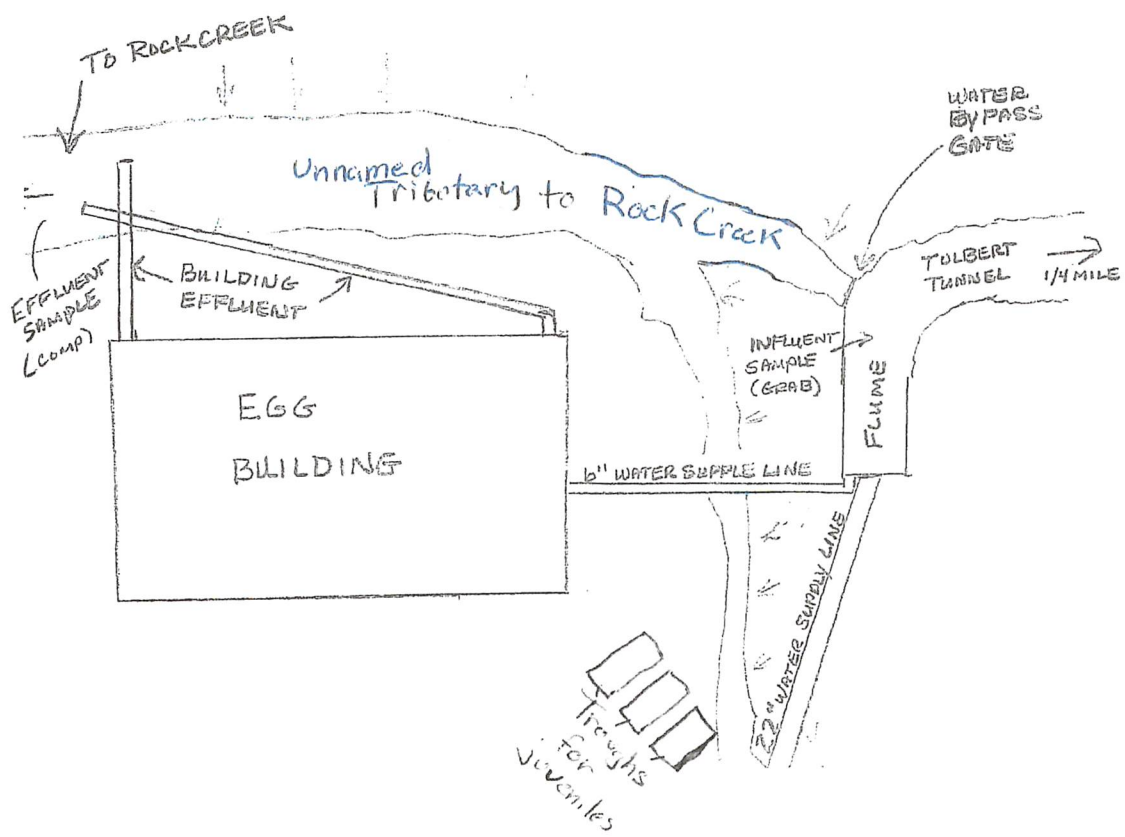 TO ROCKCREEK
WATER
BYPASS
GATE
Unnamed
Tributary to Rock Creek
TOLBERT
TUNNEL
1/4 MILE
EFFLUENT
SAMPLE
(COMP)
BUILDING
EFFLUENT
INFLUENT
SAMPLE
(GRAB)
FLUME
EGG
BUILDING
6" WATER SUPPLE LINE
22" WATER SUPPLY LINE
Troughs
for
Juveniles